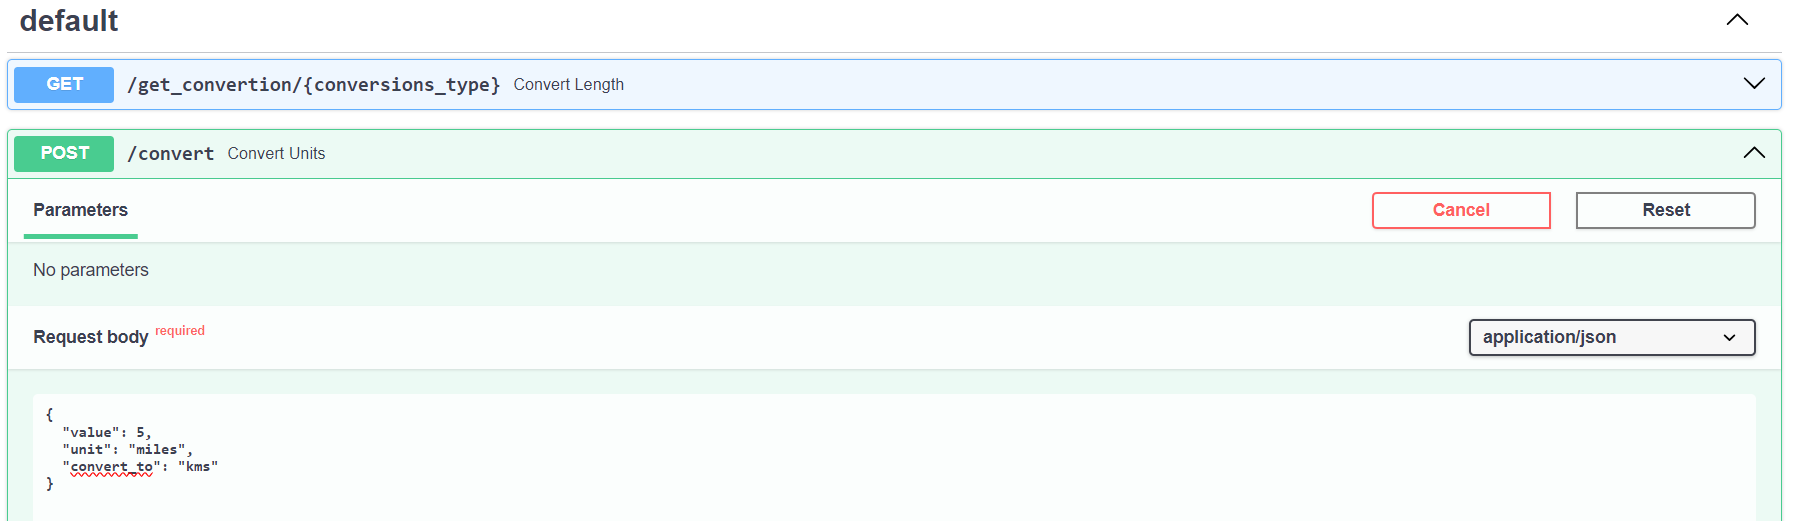 default
GET /get_convertion/{conversions_type} Convert Length
POST /convert Convert Units
Parameters Cancel Reset
No parameters
Request body required application/json
{
  "value": 5,
  "unit": "miles",
  "convert_to": "kms"
}